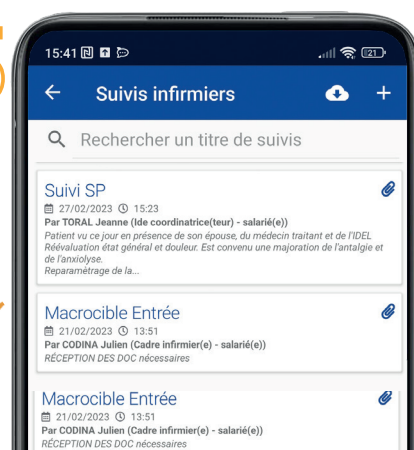 15:41
21
Suivis infirmiers
Rechercher un titre de suivis
Suivi SP
27/02/2023 15:23
Par TORAL Jeanne (Ide coordinatrice(teur) - salarié(e))
Patient vu ce jour en présence de son épouse, du médecin traitant et de l'IDEL
Réévaluation état général et douleur. Est convenu une majoration de l'antalgie et
de l'anxiolyse.
Reparamètrage de la...
Macrocible Entrée
21/02/2023 13:51
Par CODINA Julien (Cadre infirmier(e) - salarié(e))
RÉCEPTION DES DOC nécessaires
Macrocible Entrée
21/02/2023 13:51
Par CODINA Julien (Cadre infirmier(e) - salarié(e))
RÉCEPTION DES DOC nécessaires